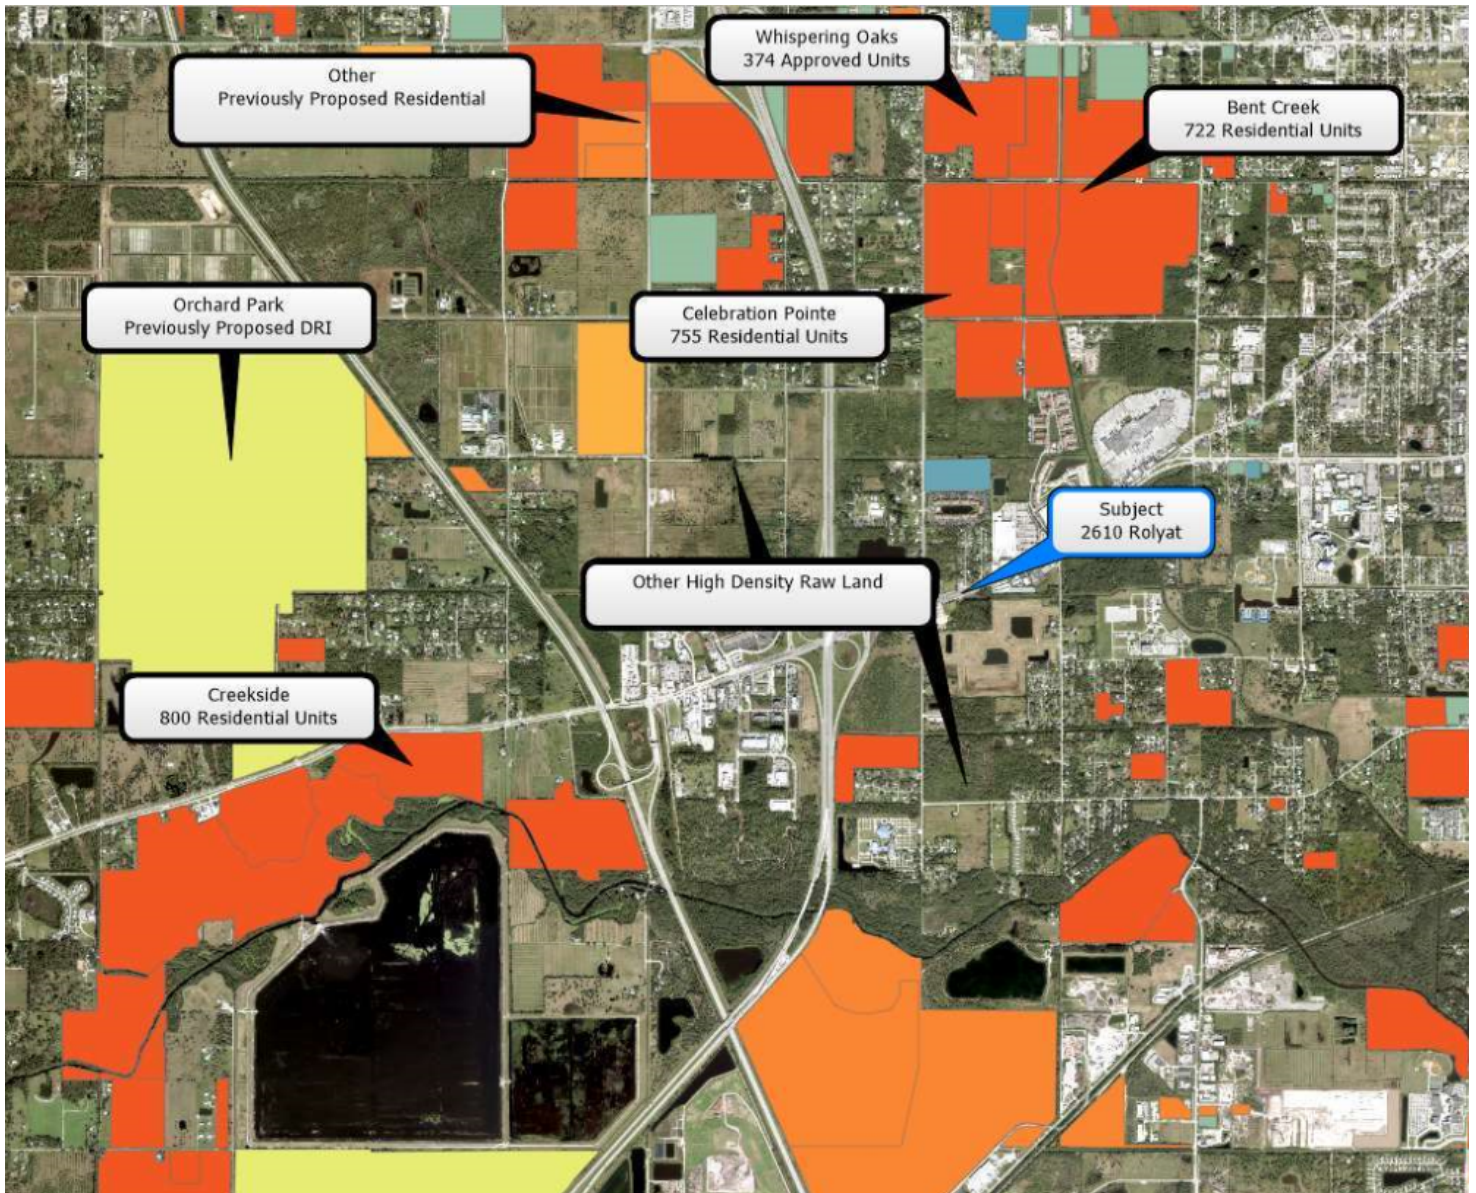 Whispering Oaks
374 Approved Units
Other
Previously Proposed Residential
Bent Creek
722 Residential Units
Orchard Park
Previously Proposed DRI
Celebration Pointe
755 Residential Units
Subject
2610 Rolyat
Other High Density Raw Land
Creekside
800 Residential Units